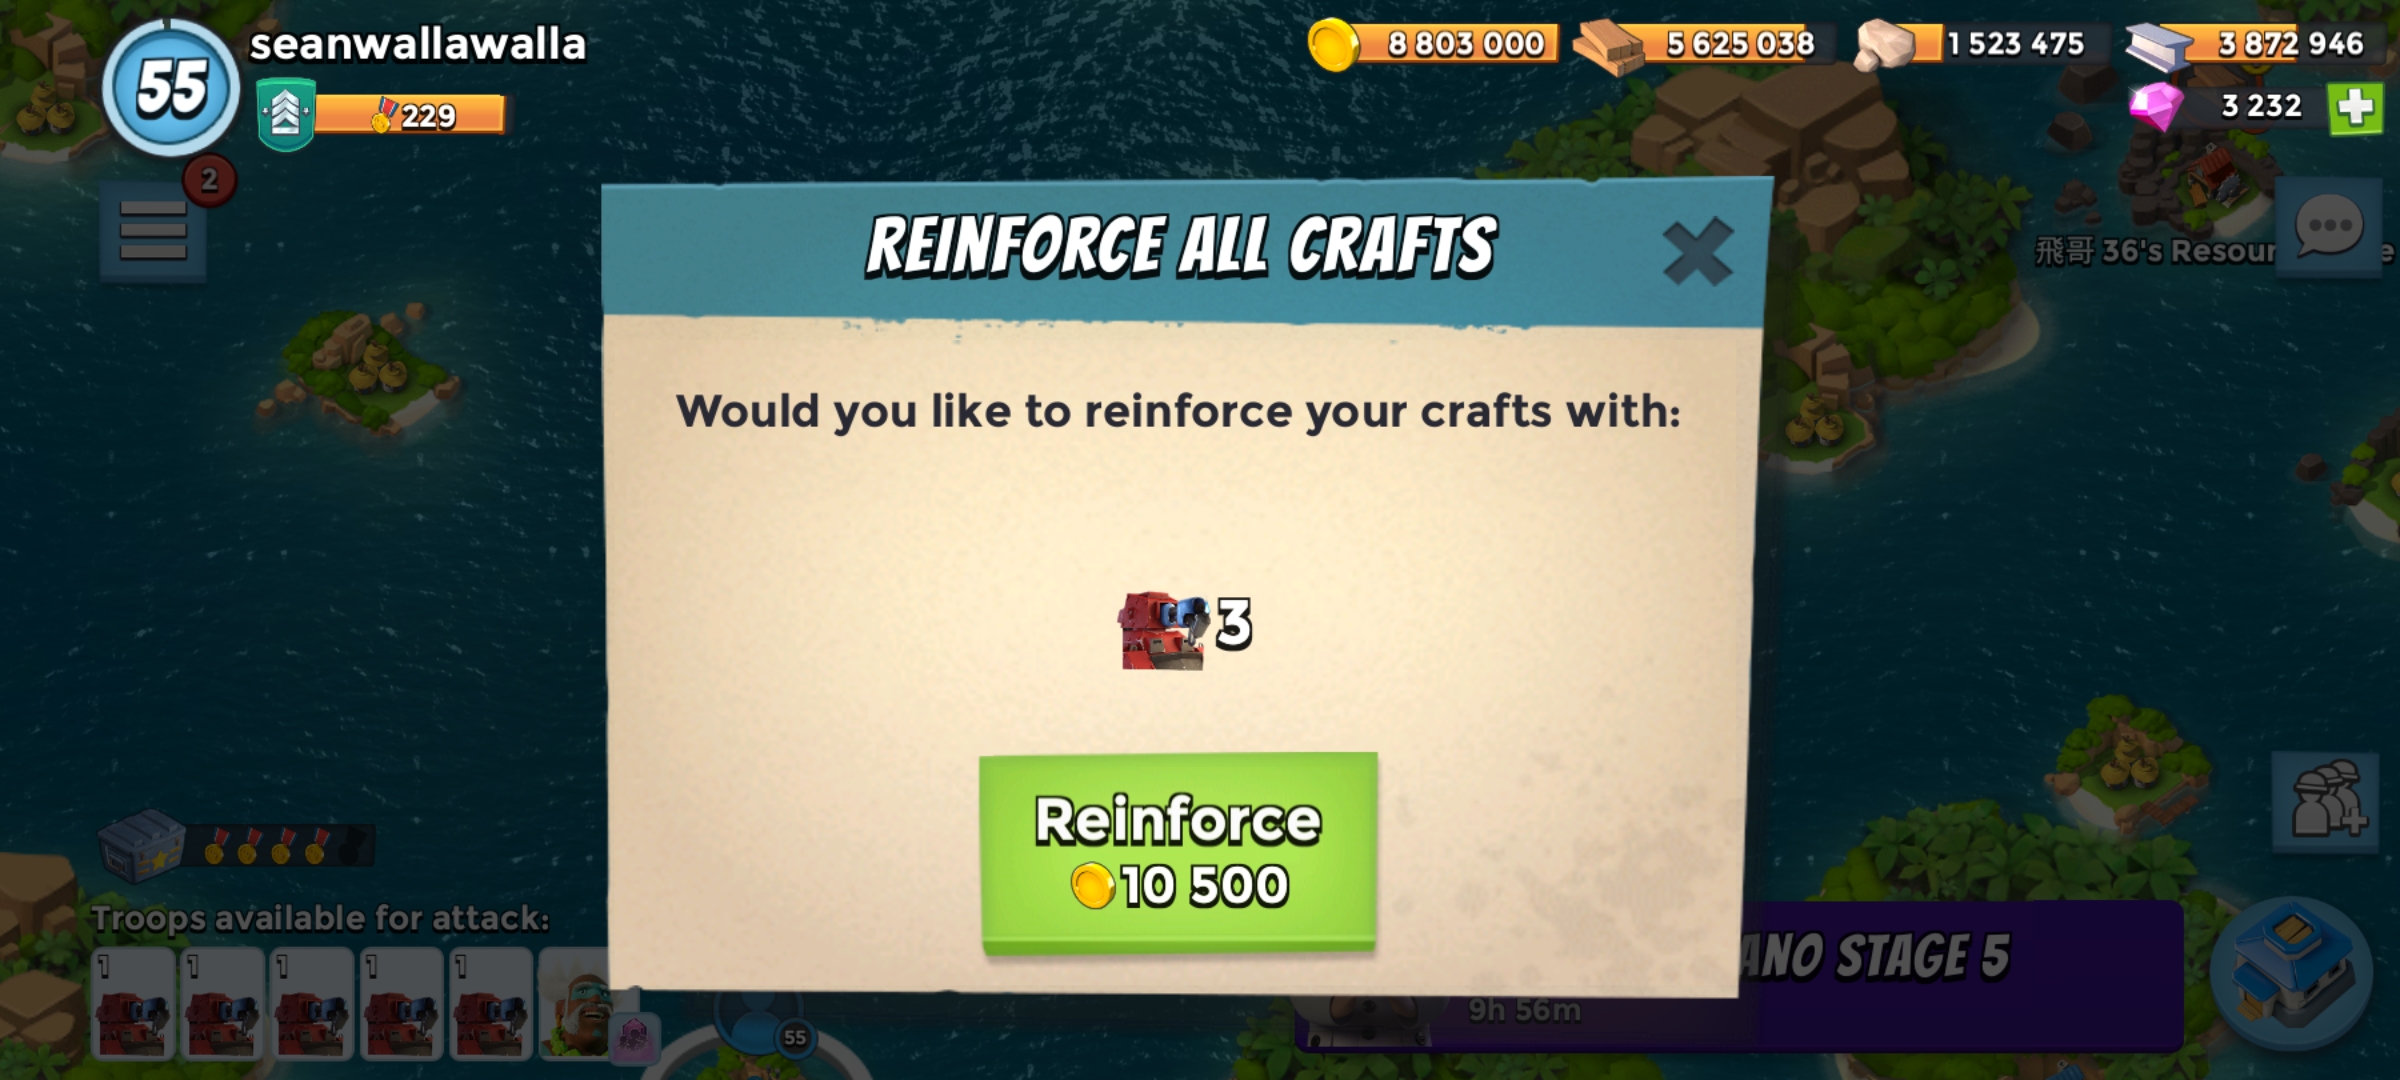 55
seanwallawalla
229
8 803 000
5 625 038
1 523 475
3 872 946
3 232
2
REINFORCE ALL CRAFTS
飛哥 36's Resour
Would you like to reinforce your crafts with:
3
Reinforce
10 500
Troops available for attack:
1 1 1 1 1
55
ANO STAGE 5
9h 56m